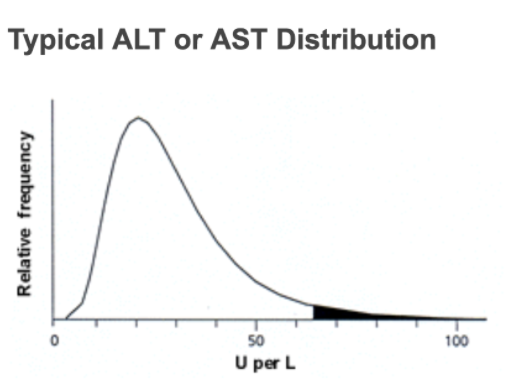 Typical ALT or AST Distribution
Relative frequency
0
50
100
U per L